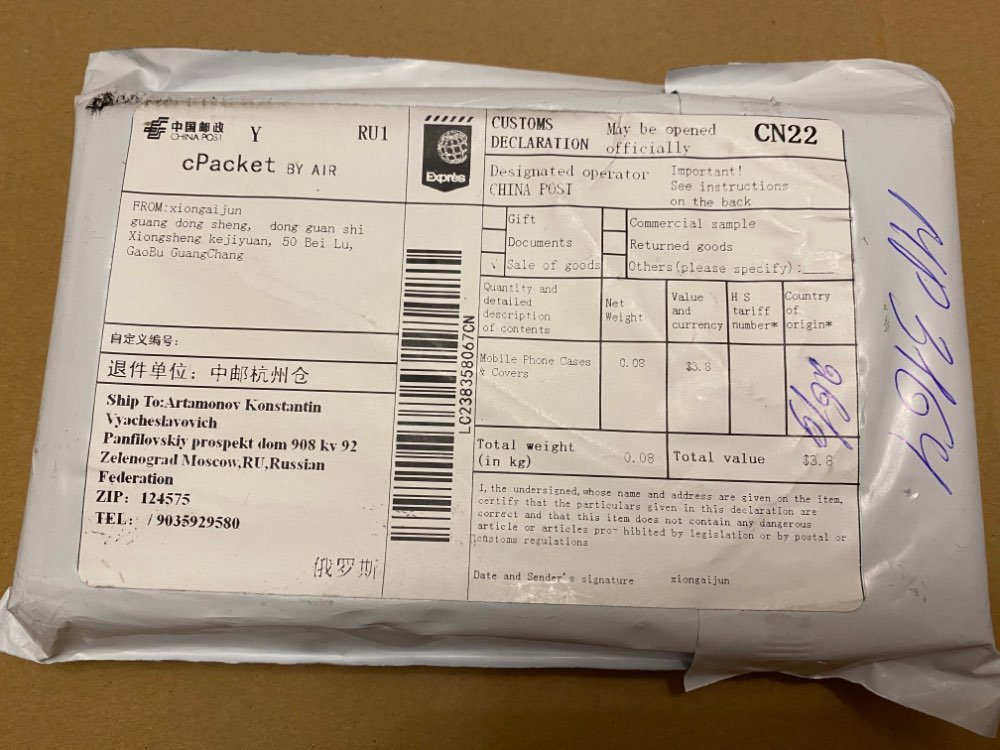 中国邮政
CHINA POST
Y
RU1
cPacket BY AIR
FROM:xiongaijun
guang dong sheng, dong guan shi
Xiongsheng kejiyuan, 50 Bei Lu,
GaoBu GuangChang
自定义编号:
退件单位: 中邮杭州仓
Ship To:Artamonov Konstantin
Vyacheslavovich
Panfilovskiy prospekt dom 908 kv 92
Zelenograd Moscow,RU,Russian
Federation
ZIP: 124575
TEL: /9035929580
俄罗斯
Exprès
LC238358067CN
CUSTOMS
DECLARATION
May be opened
officially
CN22
Designated operator
CHINA POST
Important!
See instructions
on the back
Gift
Commercial sample
Documents
Returned goods
Sale of goods
Others(please specify):____
Quantity and
detailed
description
of contents
Net
Weight
Value
and
currency
H S
tariff
number*
Country
of
origin*
Mobile Phone Cases
& Covers
0.08
$3.8
Total weight
(in kg)
0.08
Total value
$3.8
I, the undersigned, whose name and address are given on the item,
certify that the particulars given in this declaration are
correct and that this item does not contain any dangerous
article or articles pro- hibited by legislation or by postal or
customs regulations
Date and Sender's signature
xiongaijun